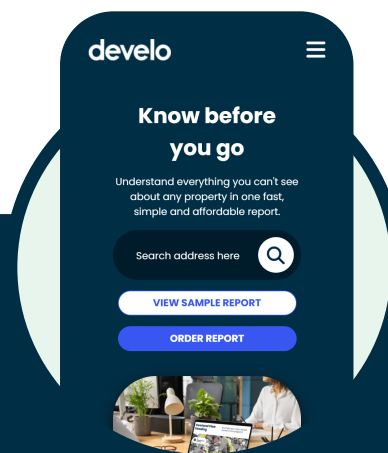 develo
Know before
you go
Understand everything you can't see
about any property in one fast,
simple and affordable report.
Search address here
VIEW SAMPLE REPORT
ORDER REPORT